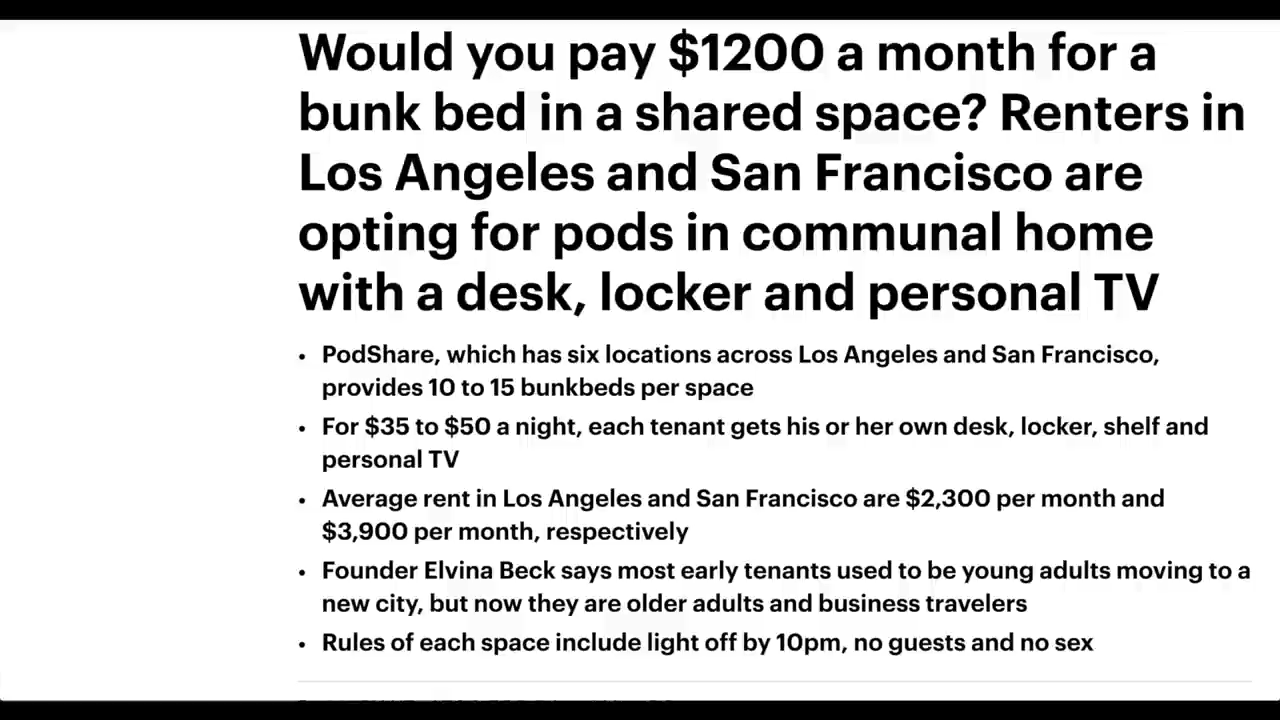 Would you pay $1200 a month for a
bunk bed in a shared space? Renters in
Los Angeles and San Francisco are
opting for pods in communal home
with a desk, locker and personal TV
• PodShare, which has six locations across Los Angeles and San Francisco,
provides 10 to 15 bunkbeds per space
• For $35 to $50 a night, each tenant gets his or her own desk, locker, shelf and
personal TV
• Average rent in Los Angeles and San Francisco are $2,300 per month and
$3,900 per month, respectively
• Founder Elvina Beck says most early tenants used to be young adults moving to a
new city, but now they are older adults and business travelers
• Rules of each space include light off by 10pm, no guests and no sex